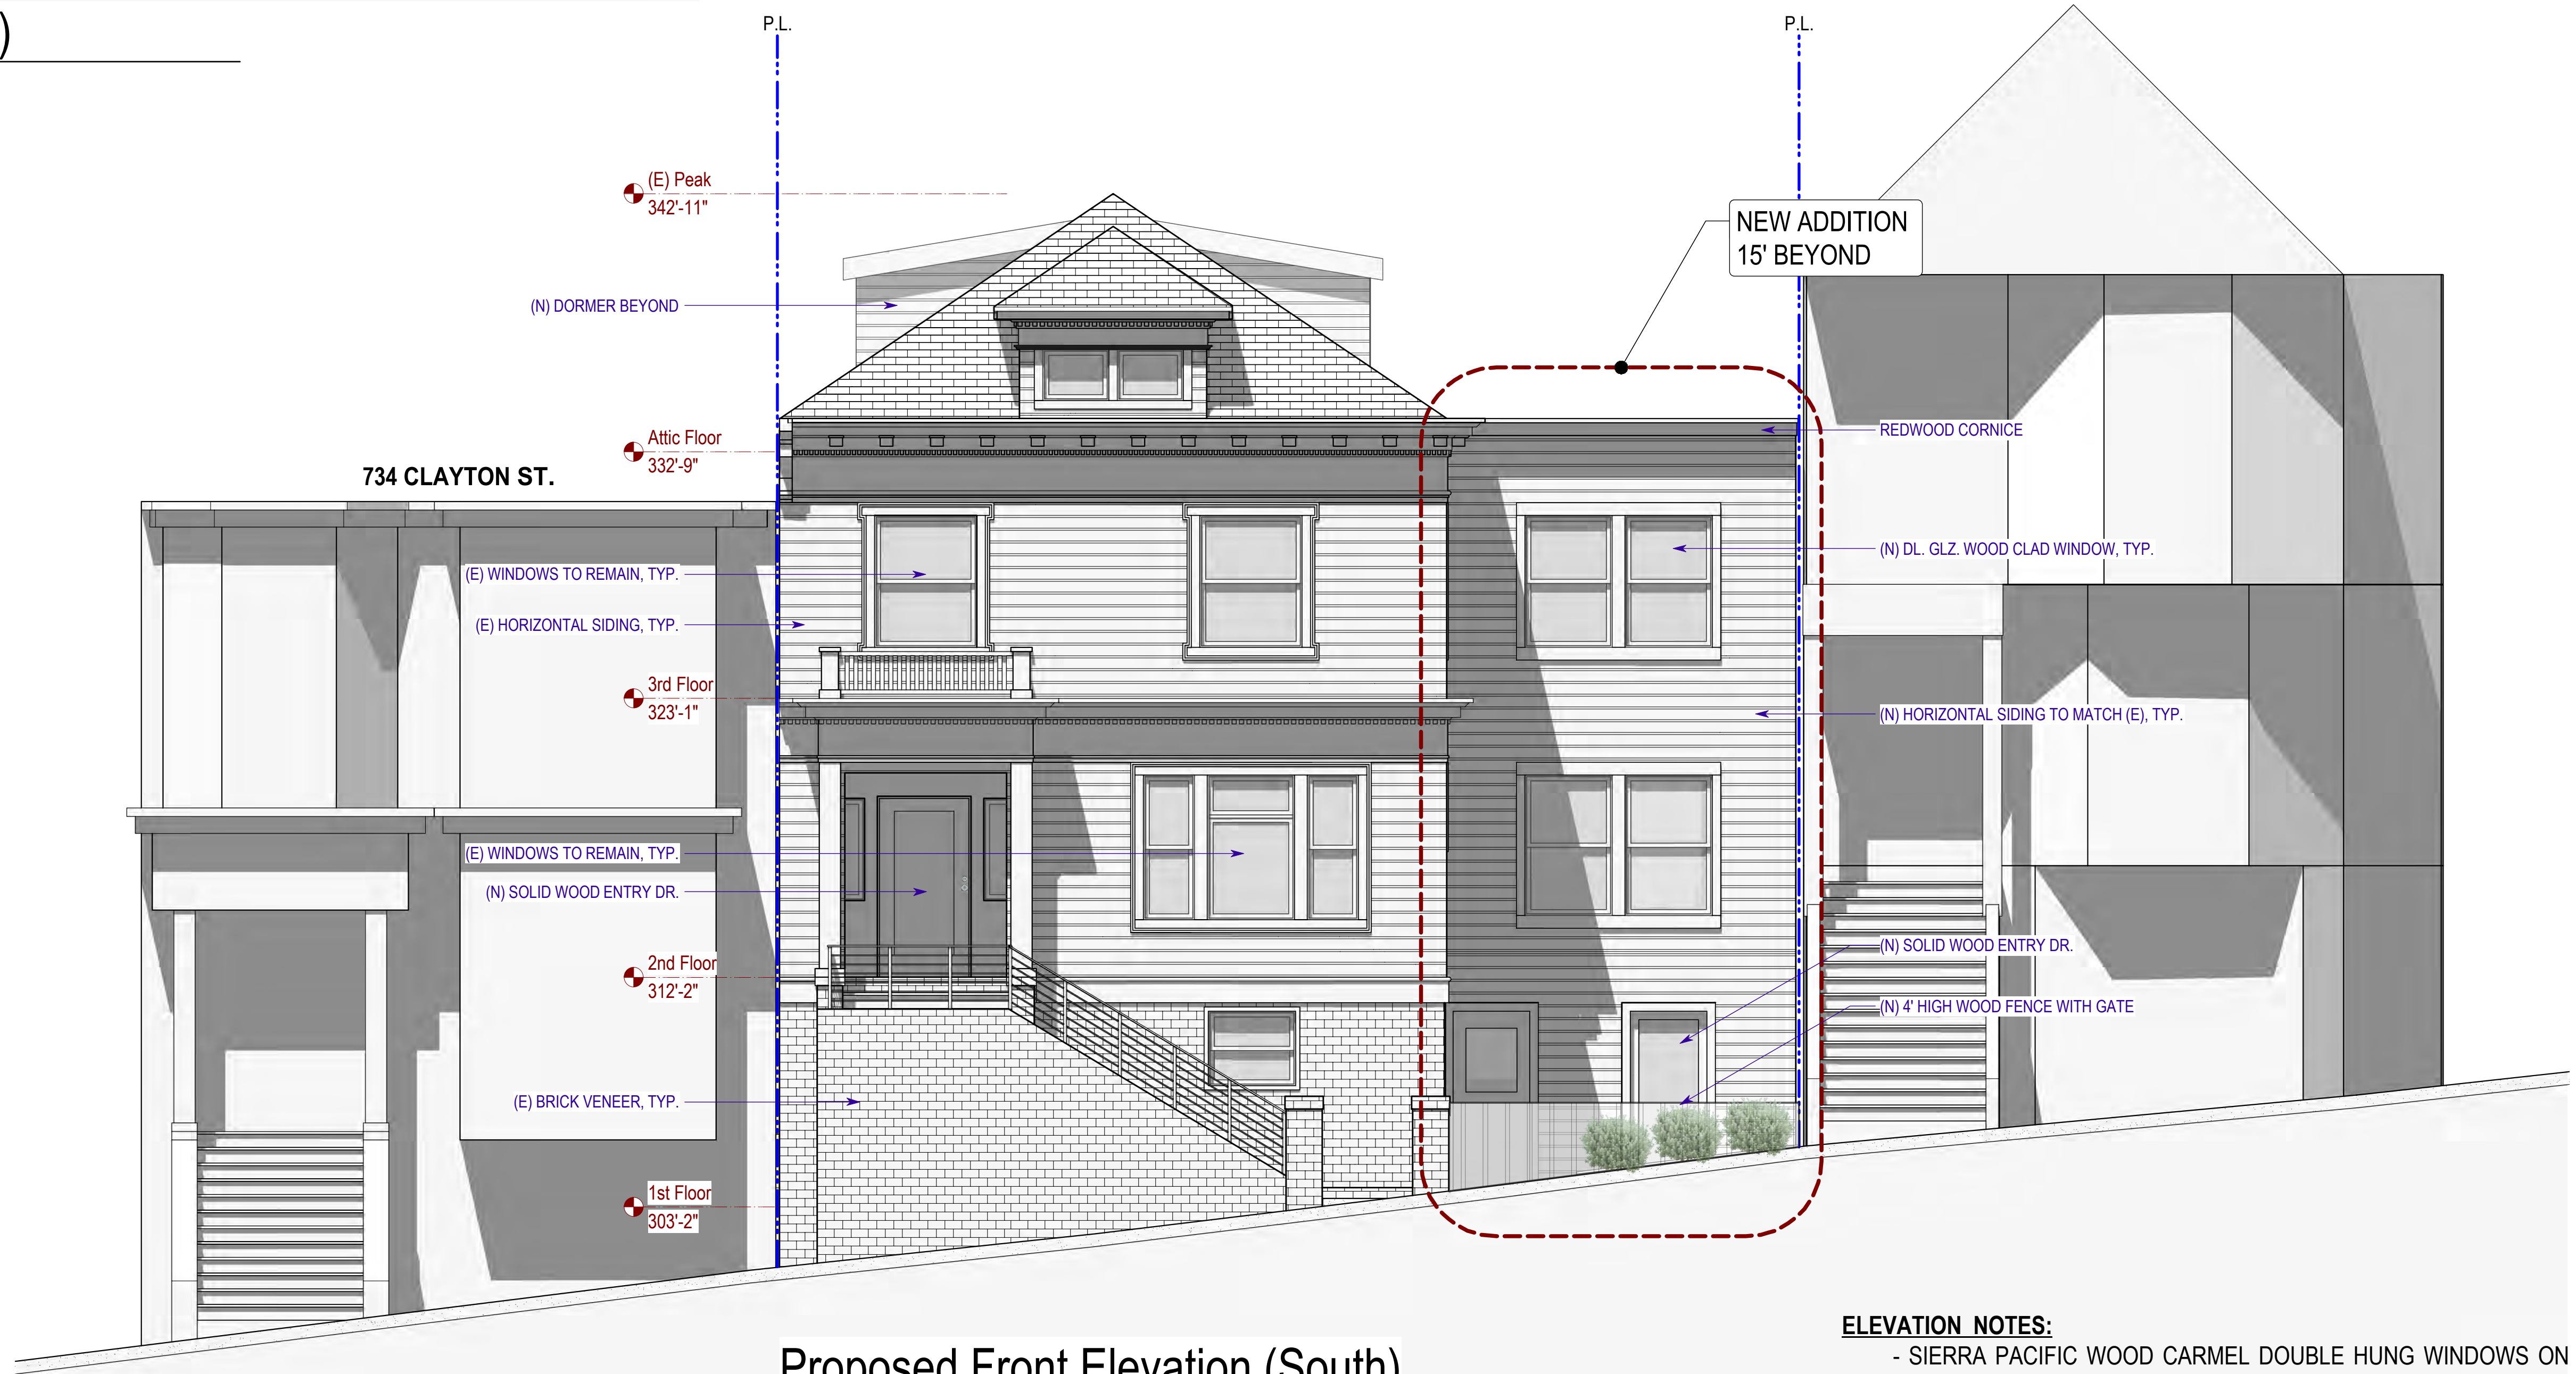 )
P.L.
P.L.
(E) Peak
342'-11"
NEW ADDITION
15' BEYOND
(N) DORMER BEYOND
Attic Floor
332'-9"
REDWOOD CORNICE
734 CLAYTON ST.
(N) DL. GLZ. WOOD CLAD WINDOW, TYP.
(E) WINDOWS TO REMAIN, TYP.
(E) HORIZONTAL SIDING, TYP.
3rd Floor
323'-1"
(N) HORIZONTAL SIDING TO MATCH (E), TYP.
(E) WINDOWS TO REMAIN, TYP.
(N) SOLID WOOD ENTRY DR.
(N) SOLID WOOD ENTRY DR.
2nd Floor
312'-2"
(N) 4' HIGH WOOD FENCE WITH GATE
(E) BRICK VENEER, TYP.
1st Floor
303'-2"
ELEVATION NOTES:
- SIERRA PACIFIC WOOD CARMEL DOUBLE HUNG WINDOWS ON
Proposed Front Elevation (South)